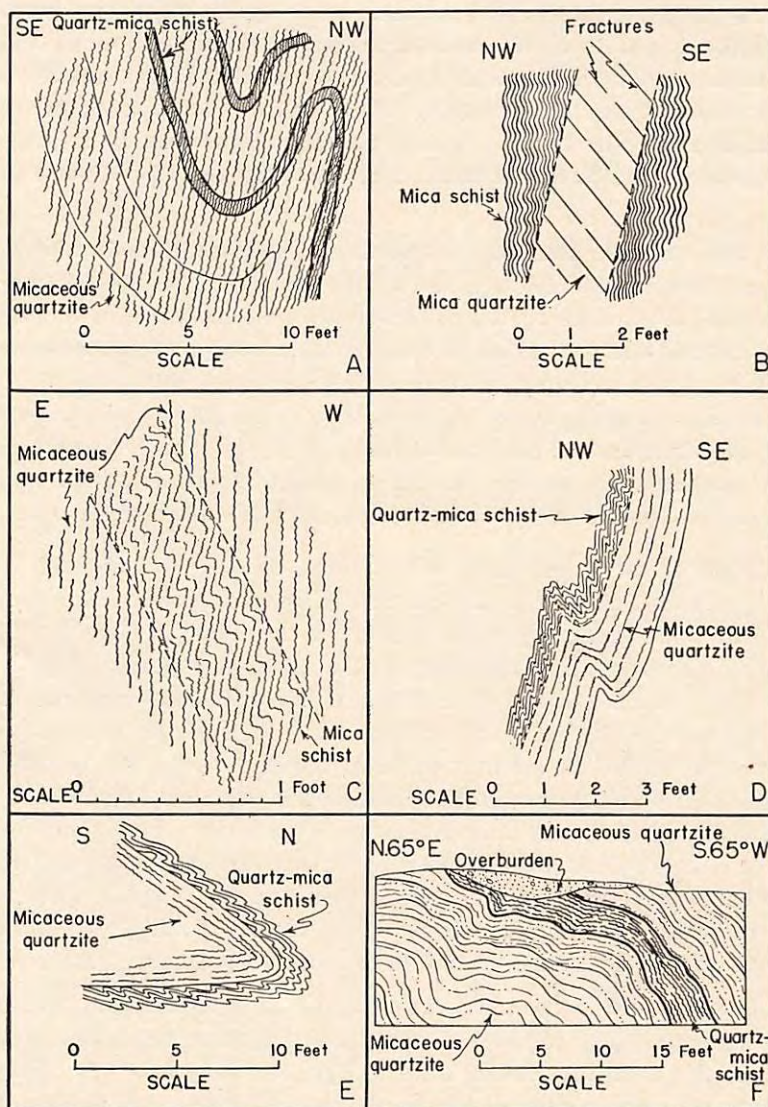 SE
Quartz-mica schist
NW
Micaceous
quartzite
0 5 10 Feet
SCALE
A
Fractures
NW
SE
Mica schist
Mica quartzite
0 1 2 Feet
SCALE
B
E
W
Micaceous
quartzite
Mica
schist
0 1 Foot
SCALE
C
NW
SE
Quartz-mica schist
Micaceous
quartzite
0 1 2 3 Feet
SCALE
D
S
N
Quartz-mica
schist
Micaceous
quartzite
0 5 10 Feet
SCALE
E
Micaceous quartzite
N.65°E
Overburden
S.65°W
Micaceous
quartzite
0 5 10 15 Feet
SCALE
Quartz-
mica
schist
F